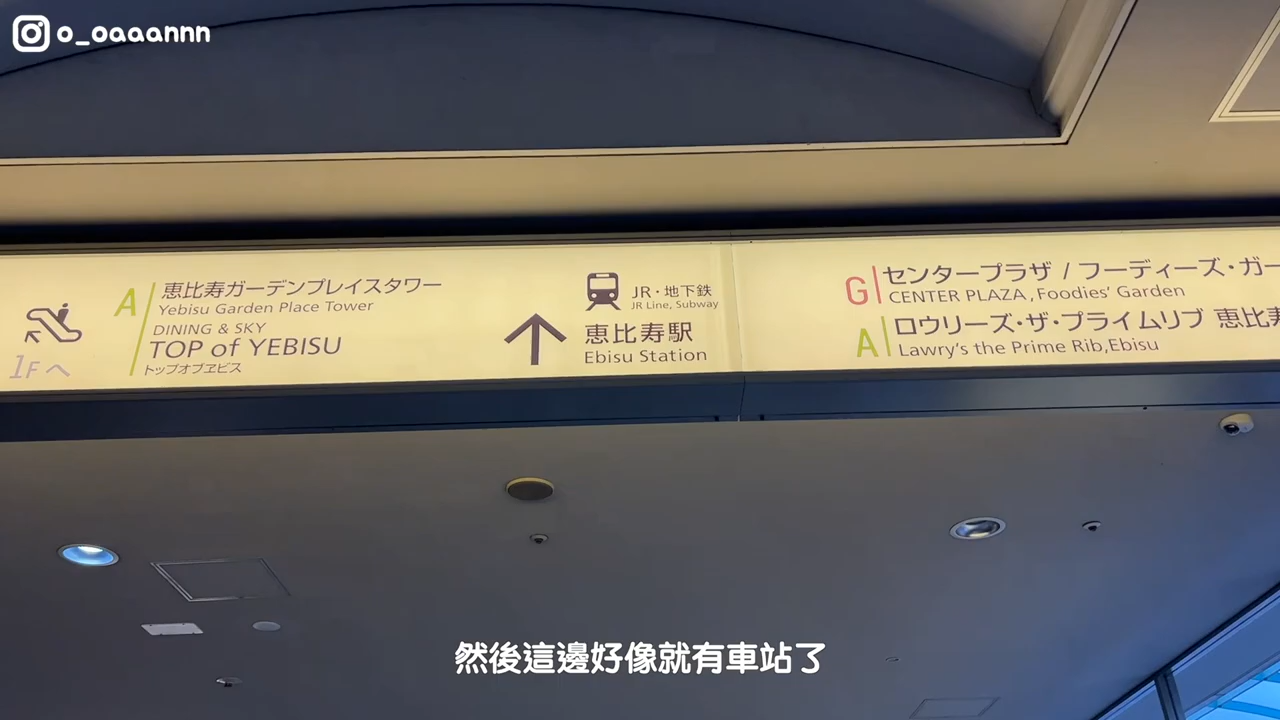 o_oaaannn
1Fへ
A
恵比寿ガーデンプレイスタワー
Yebisu Garden Place Tower
DINING & SKY
TOP of YEBISU
トップオブヱビス
JR・地下鉄
JR Line, Subway
恵比寿駅
Ebisu Station
G
センタープラザ / フーディーズ・ガー
CENTER PLAZA, Foodies' Garden
A
ロウリーズ・ザ・プライムリブ 恵比寿
Lawry's the Prime Rib,Ebisu
然後這邊好像就有車站了